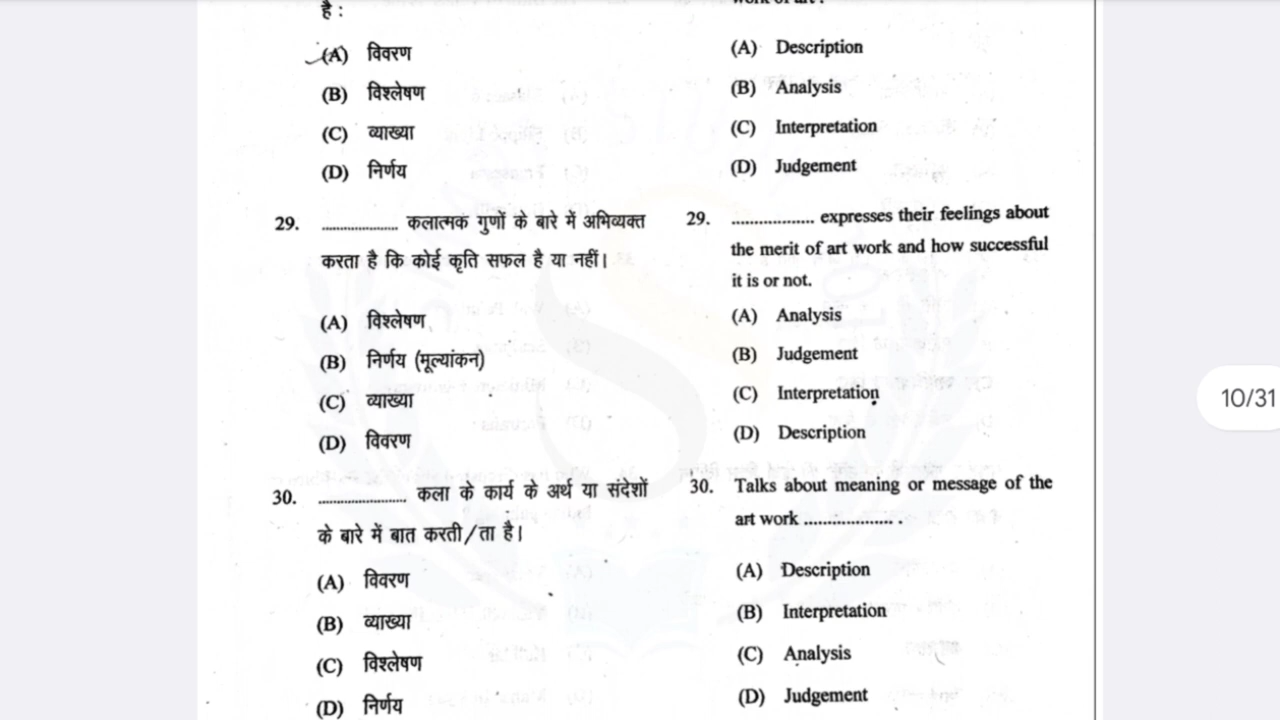 है :
(A) विवरण
(B) विश्लेषण
(C) व्याख्या
(D) निर्णय
29. .................... कलात्मक गुणों के बारे में अभिव्यक्त
करता है कि कोई कृति सफल है या नहीं।
(A) विश्लेषण
(B) निर्णय (मूल्यांकन)
(C) व्याख्या
(D) विवरण
30. ....................... कला के कार्य के अर्थ या संदेशों
के बारे में बात करती/ता है।
(A) विवरण
(B) व्याख्या
(C) विश्लेषण
(D) निर्णय
work of art :
(A) Description
(B) Analysis
(C) Interpretation
(D) Judgement
29. ................... expresses their feelings about
the merit of art work and how successful
it is or not.
(A) Analysis
(B) Judgement
(C) Interpretation
(D) Description
30. Talks about meaning or message of the
art work .................... .
(A) Description
(B) Interpretation
(C) Analysis
(D) Judgement
10/31